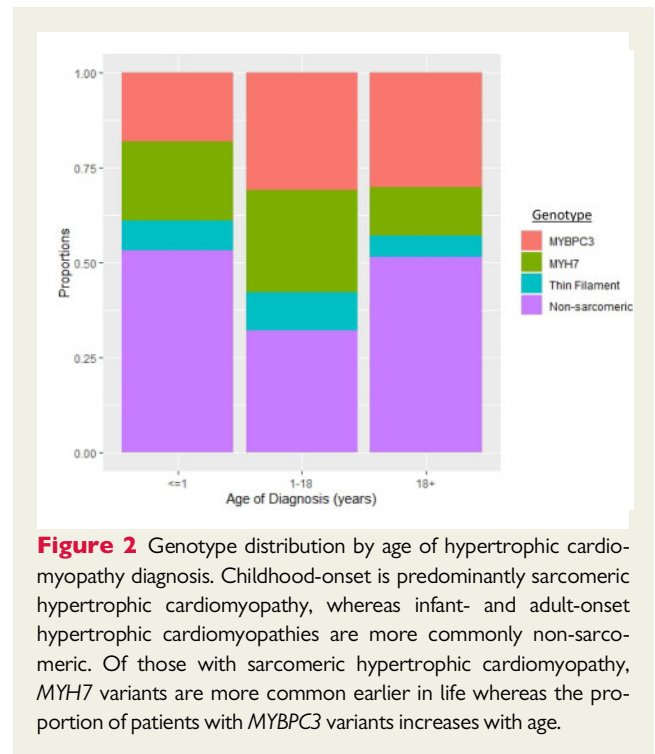 1.00
0.75
0.50
0.25
0.00
Proportions
<=1
1-18
18+
Age of Diagnosis (years)
Genotype
MYBPC3
MYH7
Thin Filament
Non-sarcomeric
Figure 2 Genotype distribution by age of hypertrophic cardio-
myopathy diagnosis. Childhood-onset is predominantly sarcomeric
hypertrophic cardiomyopathy, whereas infant- and adult-onset
hypertrophic cardiomyopathies are more commonly non-sarco-
meric. Of those with sarcomeric hypertrophic cardiomyopathy,
MYH7 variants are more common earlier in life whereas the pro-
portion of patients with MYBPC3 variants increases with age.